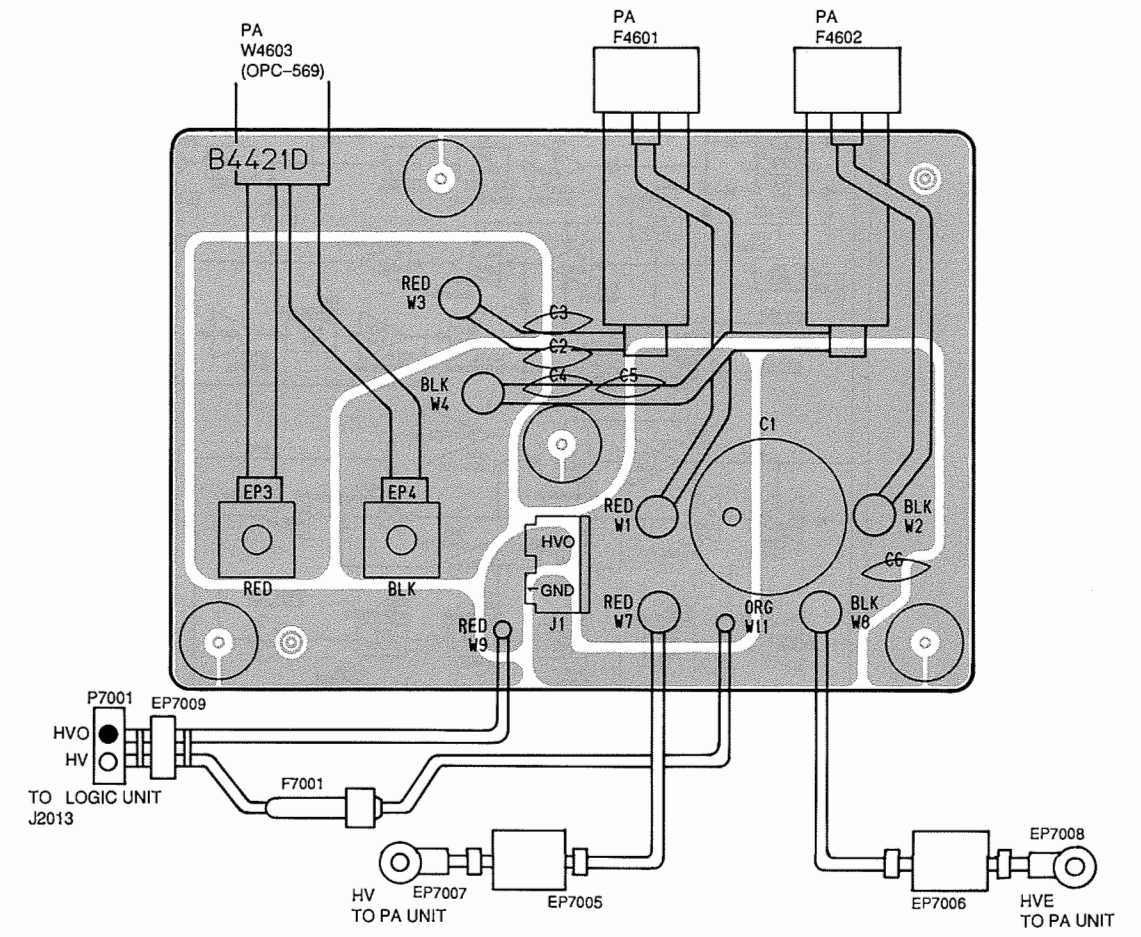 PA
W4603
(OPC-569)
PA
F4601
PA
F4602
B4421D
RED
W3
C3
C2
C4
C5
BLK
W4
C1
EP3
EP4
RED
W1
BLK
W2
HVO
C6
RED
BLK
1
GND
J1
RED
W7
ORG
W11
BLK
W8
RED
W9
P7001
EP7009
HVO
HV
TO LOGIC UNIT
J2013
F7001
EP7007
HV
TO PA UNIT
EP7005
EP7006
EP7008
HVE
TO PA UNIT